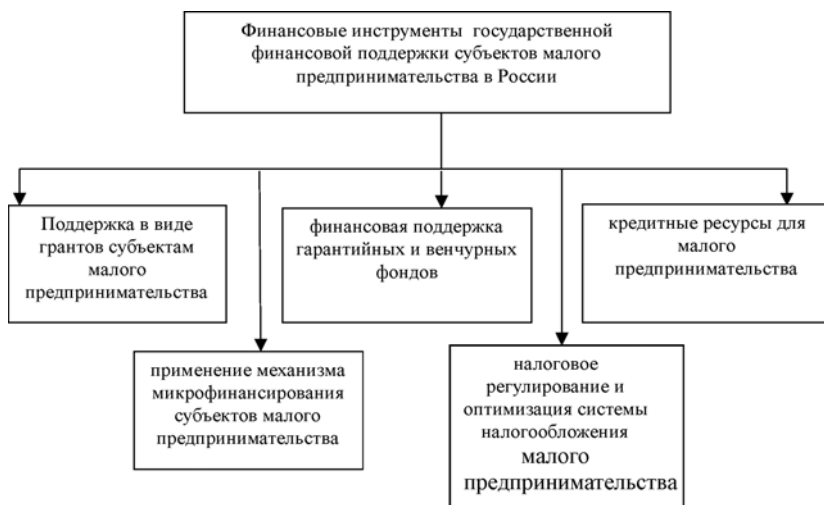 Финансовые инструменты государственной
финансовой поддержки субъектов малого
предпринимательства в России
Поддержка в виде
грантов субъектам
малого
предпринимательства
финансовая поддержка
гарантийных и венчурных
фондов
кредитные ресурсы для
малого
предпринимательства
применение механизма
микрофинансирования
субъектов малого
предпринимательства
налоговое
регулирование и
оптимизация системы
налогообложения
малого
предпринимательства